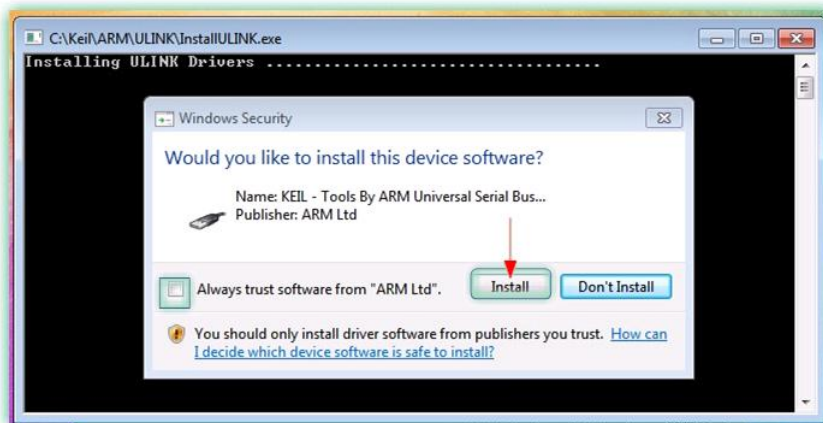 C:\Keil\ARM\ULINK\InstallULINK.exe
Installing ULINK Drivers ...................................
Windows Security
Would you like to install this device software?
Name: KEIL - Tools By ARM Universal Serial Bus...
Publisher: ARM Ltd
Always trust software from "ARM Ltd".
Install
Don't Install
You should only install driver software from publishers you trust. How can
I decide which device software is safe to install?